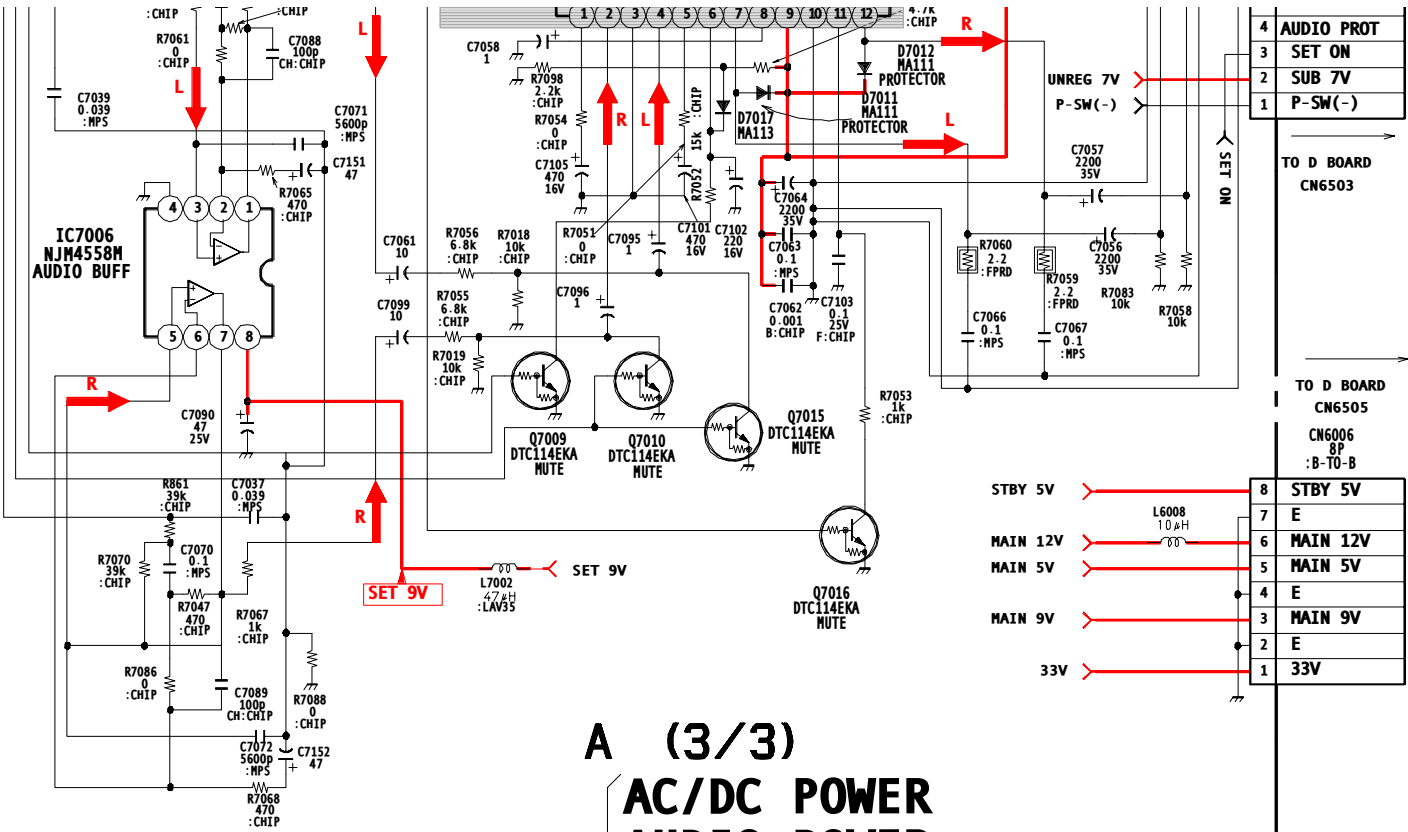 :CHIP
:CHIP
R7061
0
:CHIP
C7088
100p
CH:CHIP
L
L
C7039
0.039
:MPS
C7071
5600p
:MPS
C7151
47
R7065
470
:CHIP
4 3 2 1
IC7006
NJM4558M
AUDIO BUFF
5 6 7 8
1 2 3 4 5 6 7 8 9 10 11 12
4.7k
:CHIP
C7058
1
R7098
2.2k
:CHIP
R7054
0
:CHIP
C7105
470
16V
R
L
:CHIP
15k
R7052
D7017
MA113
D7012
MA111
PROTECTOR
D7011
MA111
PROTECTOR
R
L
C7064
2200
35V
C7063
0.1
:MPS
C7062
0.001
B:CHIP
C7103
0.1
25V
F:CHIP
C7101
470
16V
C7102
220
16V
R7051
0
:CHIP
C7095
1
C7096
1
C7061
10
R7056
6.8k
:CHIP
R7018
10k
:CHIP
C7099
10
R7055
6.8k
:CHIP
R7019
10k
:CHIP
C7057
2200
35V
R7060
2.2
:FPRD
R7059
2.2
:FPRD
C7056
2200
35V
R7083
10k
R7058
10k
C7066
0.1
:MPS
C7067
0.1
:MPS
UNREG 7V
P-SW(-)
SET ON
4 AUDIO PROT
3 SET ON
2 SUB 7V
1 P-SW(-)
TO D BOARD
CN6503
TO D BOARD
CN6505
CN6006
8P
:B-TO-B
R
C7090
47
25V
Q7009
DTC114EKA
MUTE
Q7010
DTC114EKA
MUTE
Q7015
DTC114EKA
MUTE
R7053
1k
:CHIP
Q7016
DTC114EKA
MUTE
R861
39k
:CHIP
C7037
0.039
:MPS
R
R7070
39k
:CHIP
C7070
0.1
:MPS
R7047
470
:CHIP
R7067
1k
:CHIP
SET 9V
L7002
47μH
:LAV35
SET 9V
R7086
0
:CHIP
C7089
100p
CH:CHIP
R7088
0
:CHIP
C7072
5600p
:MPS
C7152
47
R7068
470
:CHIP
STBY 5V
L6008
10μH
MAIN 12V
MAIN 5V
MAIN 9V
33V
8 STBY 5V
7 E
6 MAIN 12V
5 MAIN 5V
4 E
3 MAIN 9V
2 E
1 33V
A (3/3)
AC/DC POWER
AUDIO POWER